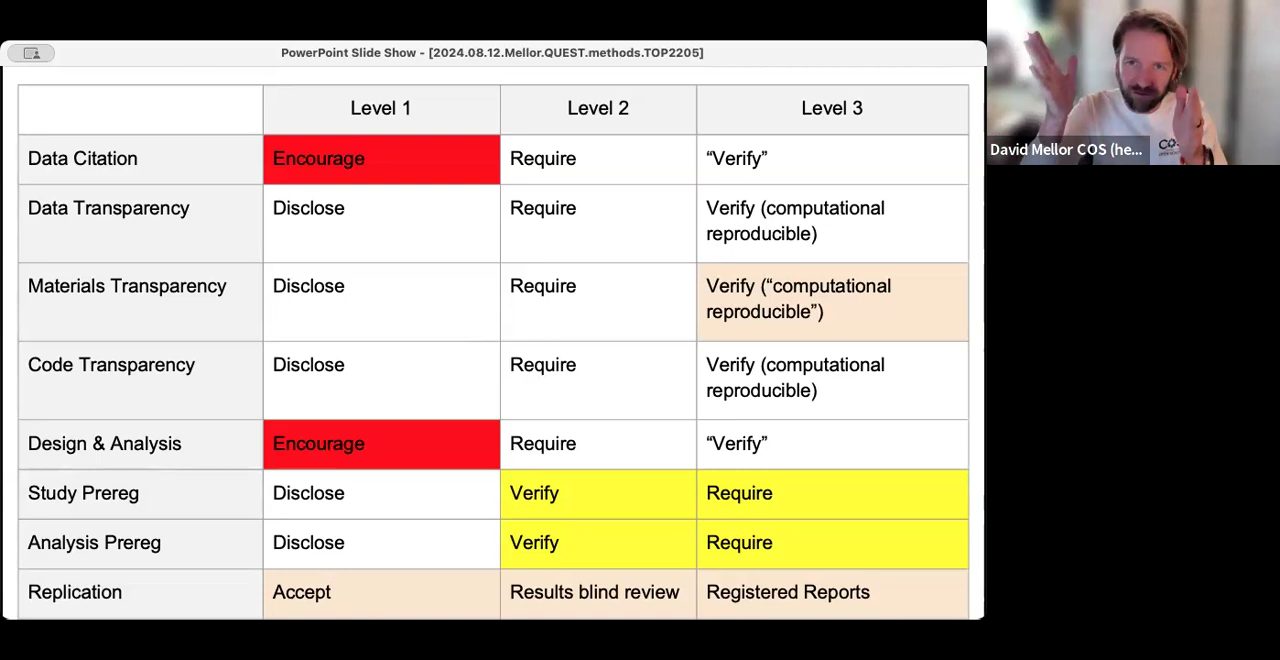 PowerPoint Slide Show - [2024.08.12.Mellor.QUEST.methods.TOP2205]
Level 1 Level 2 Level 3
Data Citation Encourage Require “Verify”
Data Transparency Disclose Require Verify (computational
reproducible)
Materials Transparency Disclose Require Verify (“computational
reproducible”)
Code Transparency Disclose Require Verify (computational
reproducible)
Design & Analysis Encourage Require “Verify”
Study Prereg Disclose Verify Require
Analysis Prereg Disclose Verify Require
Replication Accept Results blind review Registered Reports
David Mellor COS (he...